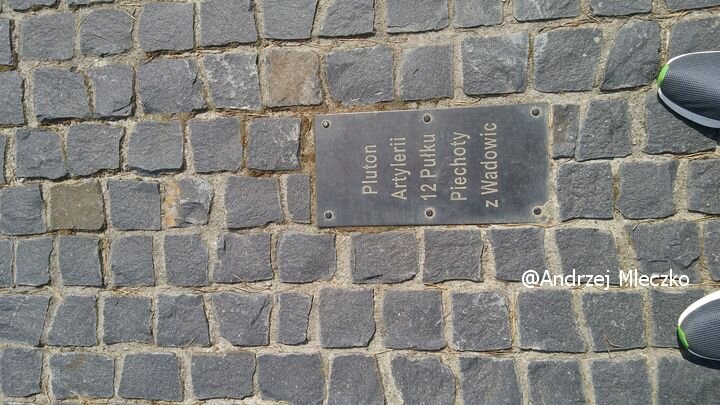 Pluton
Artylerii
12 Pułku
Piechoty
z Wadowic
@Andrzej Mleczko